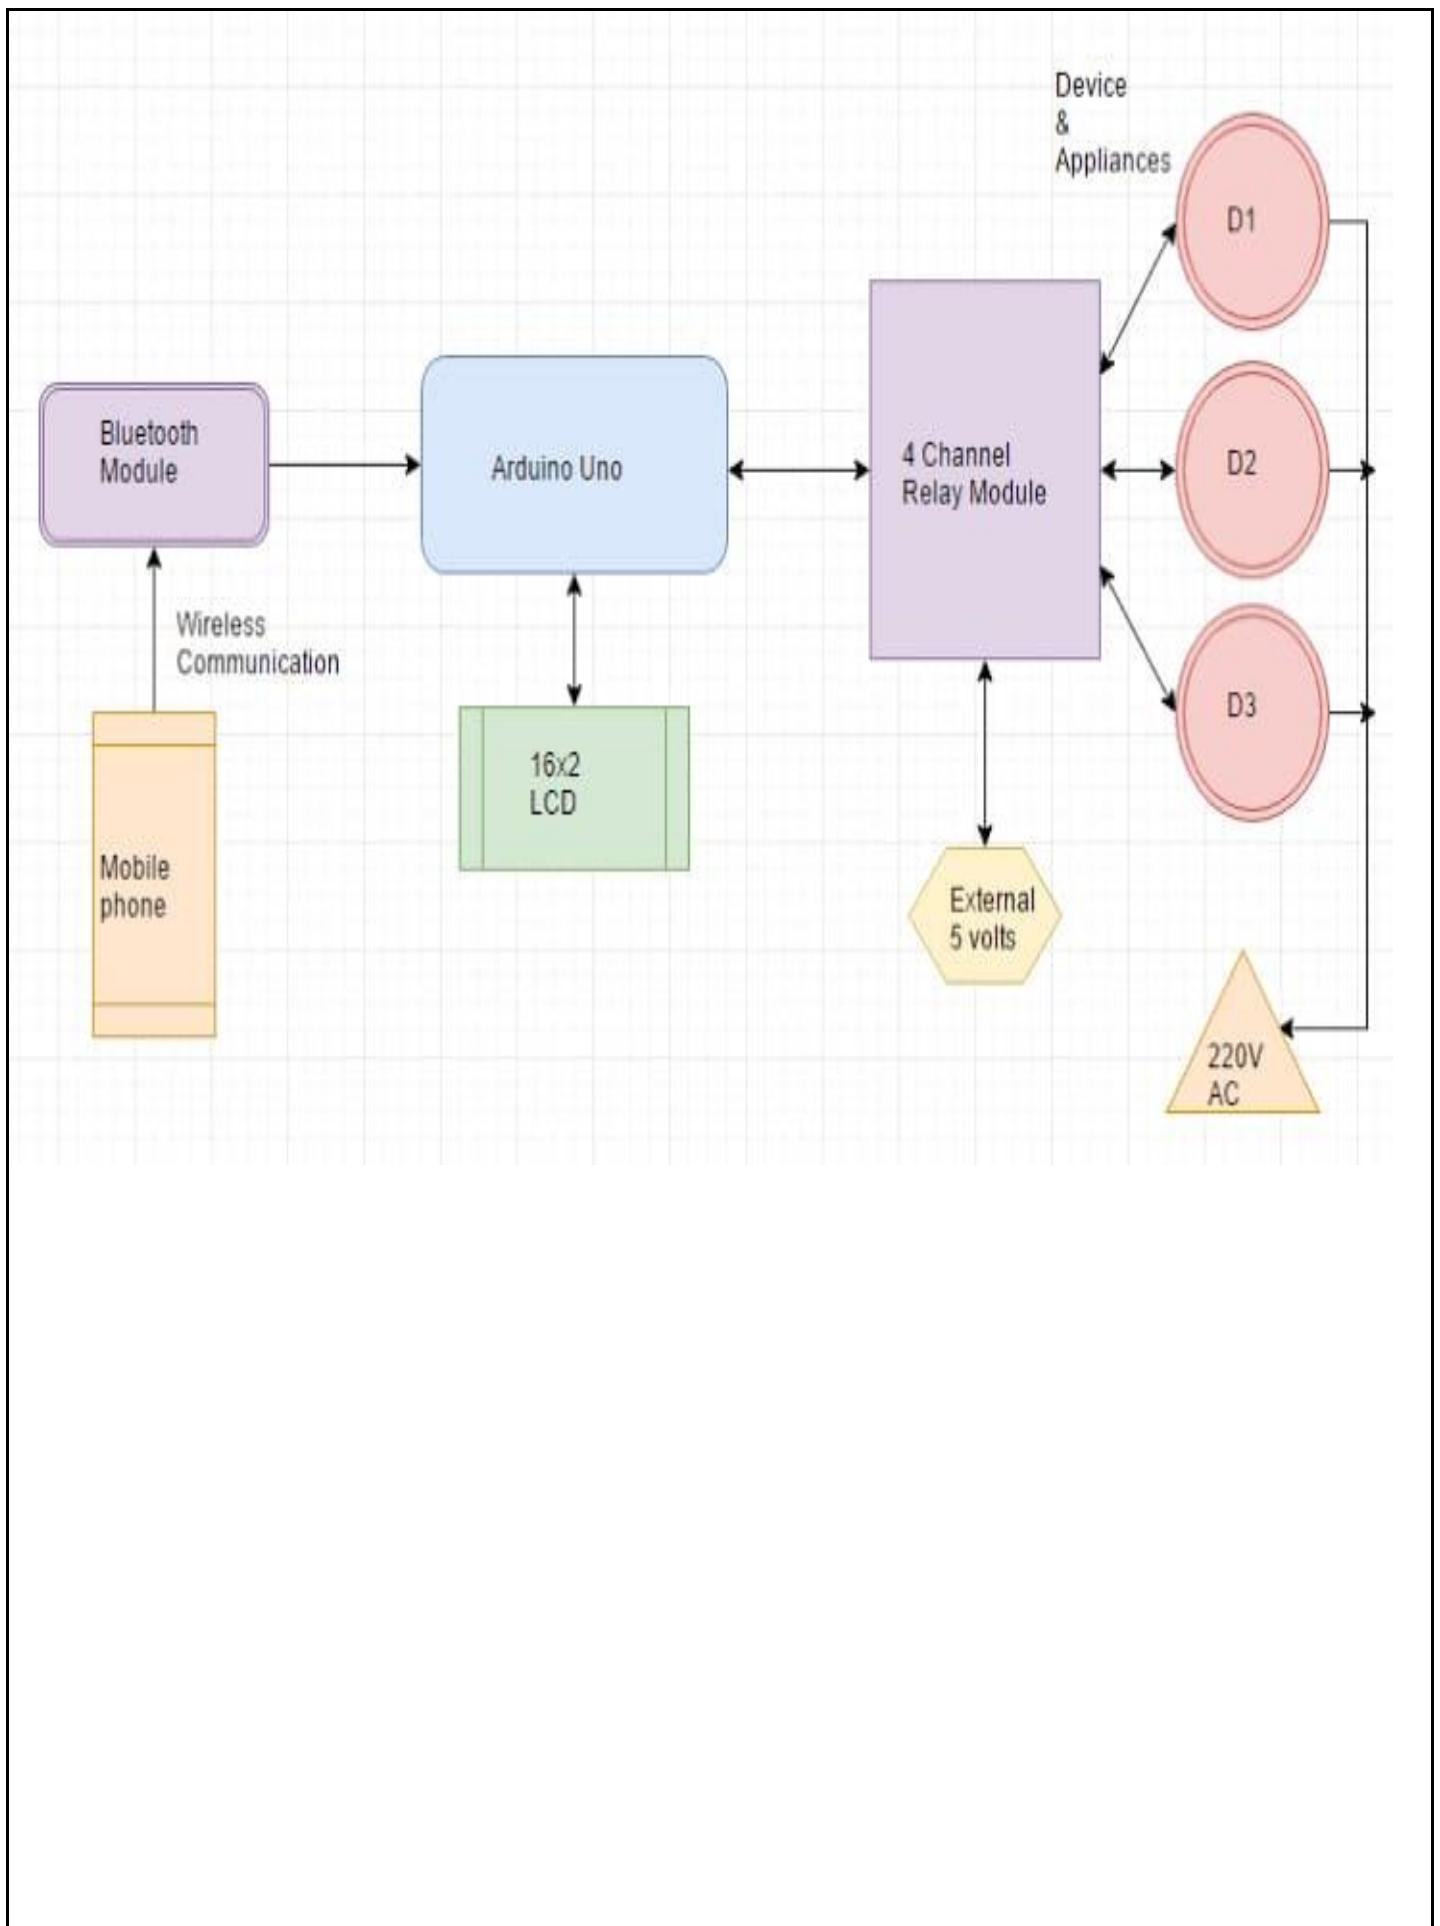 Device
&
Appliances
D1
Bluetooth
Module
Arduino Uno
4 Channel
Relay Module
D2
Wireless
Communication
D3
16x2
LCD
Mobile
phone
External
5 volts
220V
AC